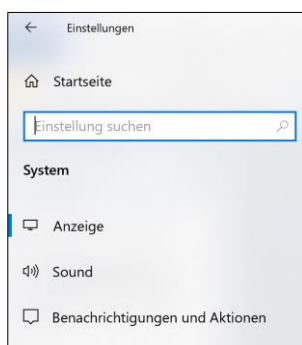 Einstellungen
Startseite
Einstellung suchen
System
Anzeige
Sound
Benachrichtigungen und Aktionen